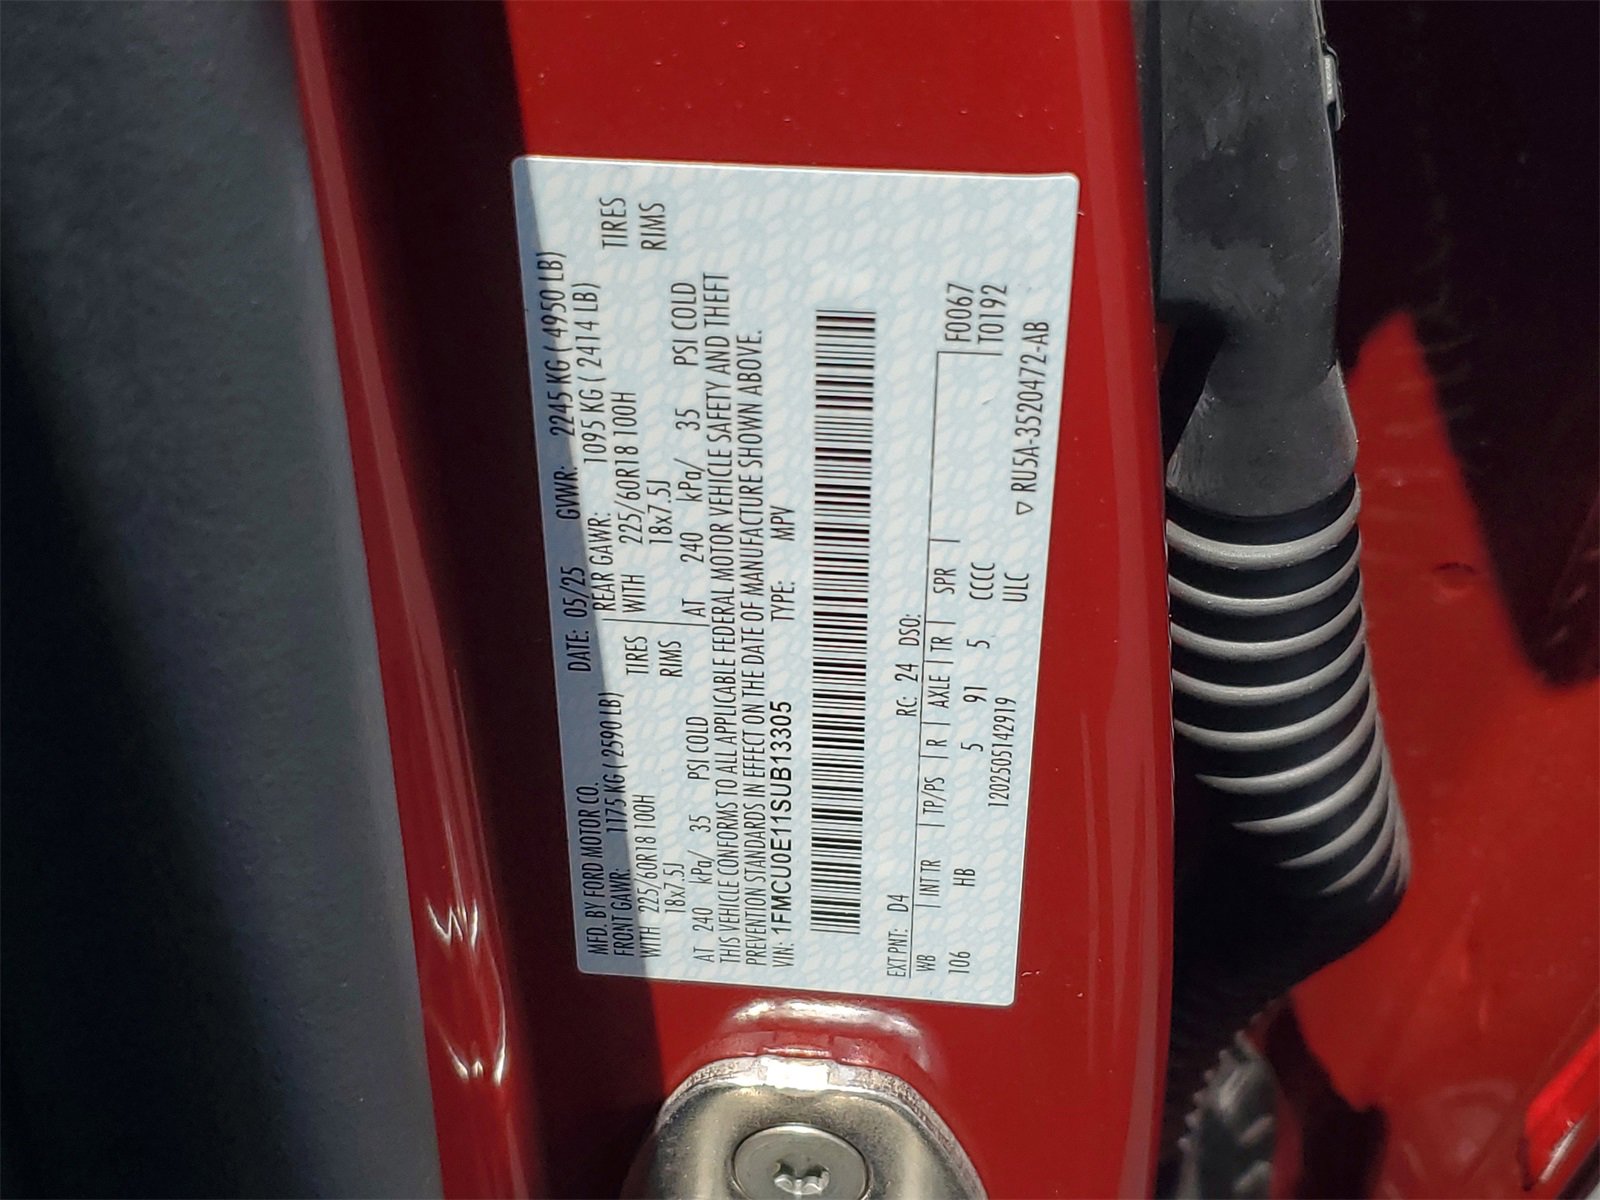 MFD. BY FORD MOTOR CO. DATE: 05/25 GVWR: 2245 KG ( 4950 LB)
FRONT GAWR: 1175 KG ( 2590 LB) REAR GAWR: 1095 KG ( 2414 LB)
WITH 225/60R18 100H TIRES WITH 225/60R18 100H TIRES
18x7.5J RIMS 18x7.5J RIMS
AT 240 kPa/ 35 PSI COLD AT 240 kPa/ 35 PSI COLD
THIS VEHICLE CONFORMS TO ALL APPLICABLE FEDERAL MOTOR VEHICLE SAFETY AND THEFT
PREVENTION STANDARDS IN EFFECT ON THE DATE OF MANUFACTURE SHOWN ABOVE.
VIN: 1FMCU0E11SUB13305 TYPE: MPV
EXT PNT: D4 RC: 24 DSO: F0067
WB | INT TR | TP/PS | R | AXLE | TR | SPR | T0192
106 HB 5 91 5 CCCC
1202505142919 ULC ▽ RU5A-3520472-AB